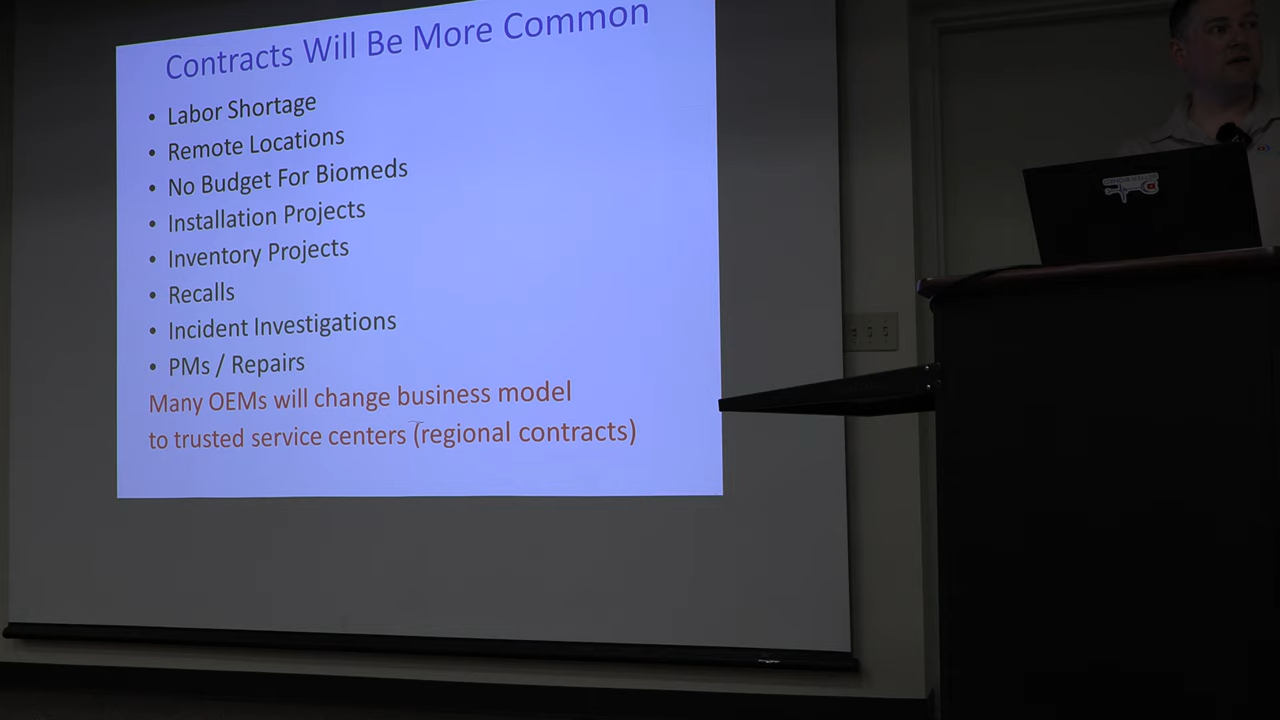 Contracts Will Be More Common
• Labor Shortage
• Remote Locations
• No Budget For Biomeds
• Installation Projects
• Inventory Projects
• Recalls
• Incident Investigations
• PMs / Repairs
Many OEMs will change business model
to trusted service centers (regional contracts)